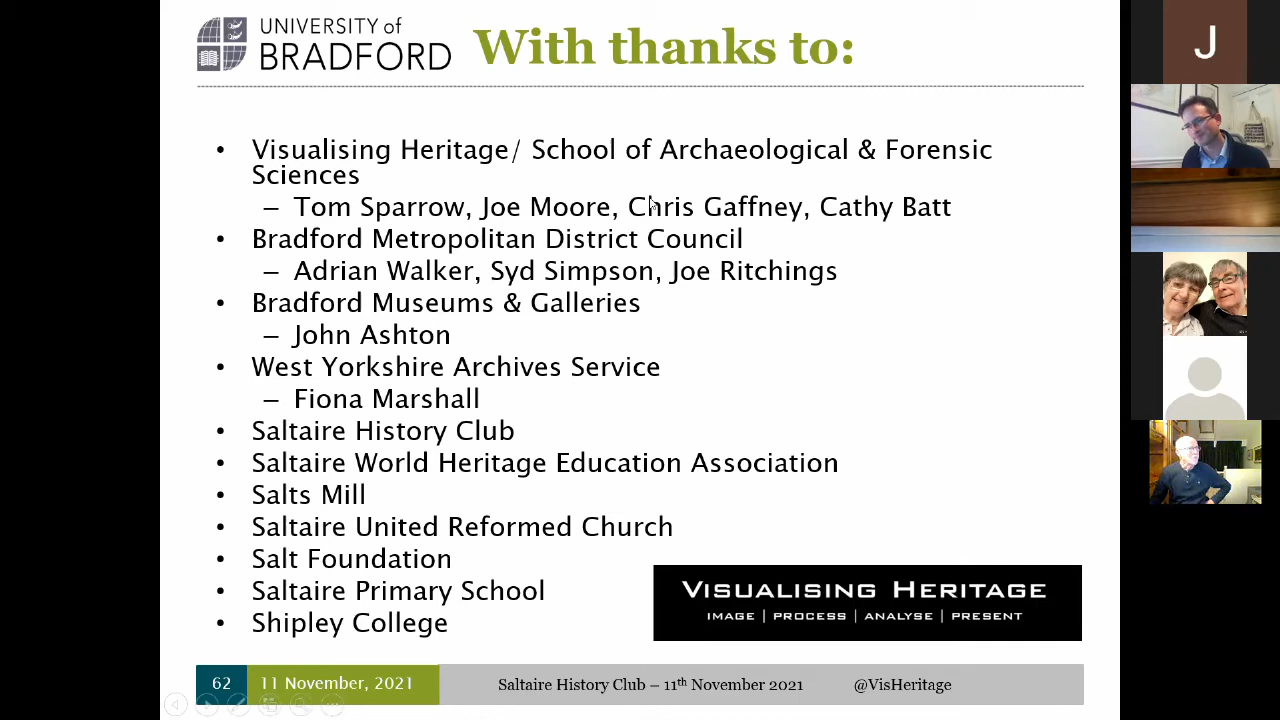 UNIVERSITY of
BRADFORD
With thanks to:
• Visualising Heritage/ School of Archaeological & Forensic
Sciences
– Tom Sparrow, Joe Moore, Chris Gaffney, Cathy Batt
• Bradford Metropolitan District Council
– Adrian Walker, Syd Simpson, Joe Ritchings
• Bradford Museums & Galleries
– John Ashton
• West Yorkshire Archives Service
– Fiona Marshall
• Saltaire History Club
• Saltaire World Heritage Education Association
• Salts Mill
• Saltaire United Reformed Church
• Salt Foundation
• Saltaire Primary School
• Shipley College
VISUALISING HERITAGE
IMAGE | PROCESS | ANALYSE | PRESENT
62
11 November, 2021
Saltaire History Club – 11th November 2021
@VisHeritage
J